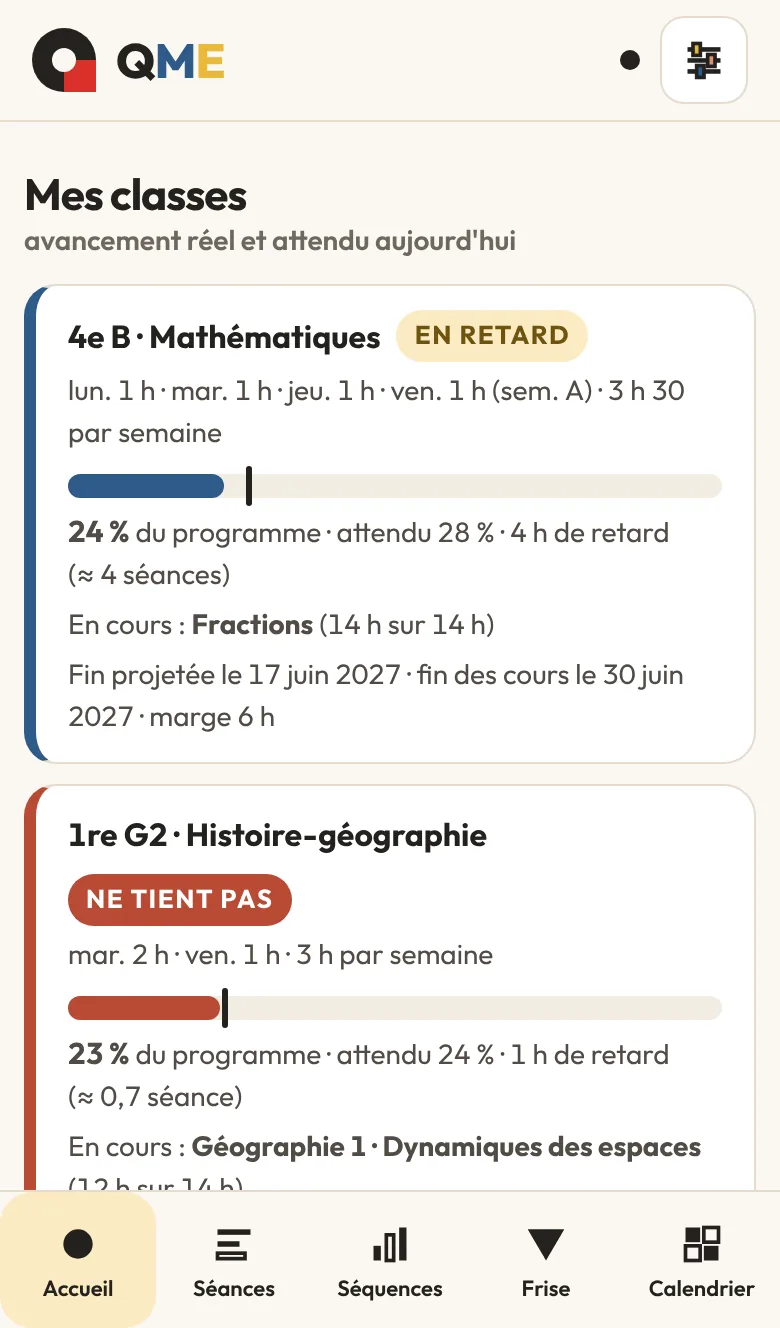 QME
Mes classes
avancement réel et attendu aujourd'hui
4e B · Mathématiques EN RETARD
lun. 1 h · mar. 1 h · jeu. 1 h · ven. 1 h (sem. A) · 3 h 30
par semaine
24 % du programme · attendu 28 % · 4 h de retard
(≈ 4 séances)
En cours : Fractions (14 h sur 14 h)
Fin projetée le 17 juin 2027 · fin des cours le 30 juin
2027 · marge 6 h
1re G2 · Histoire-géographie
NE TIENT PAS
mar. 2 h · ven. 1 h · 3 h par semaine
23 % du programme · attendu 24 % · 1 h de retard
(≈ 0,7 séance)
En cours : Géographie 1 · Dynamiques des espaces
(12 h sur 14 h)
Accueil Séances Séquences Frise Calendrier